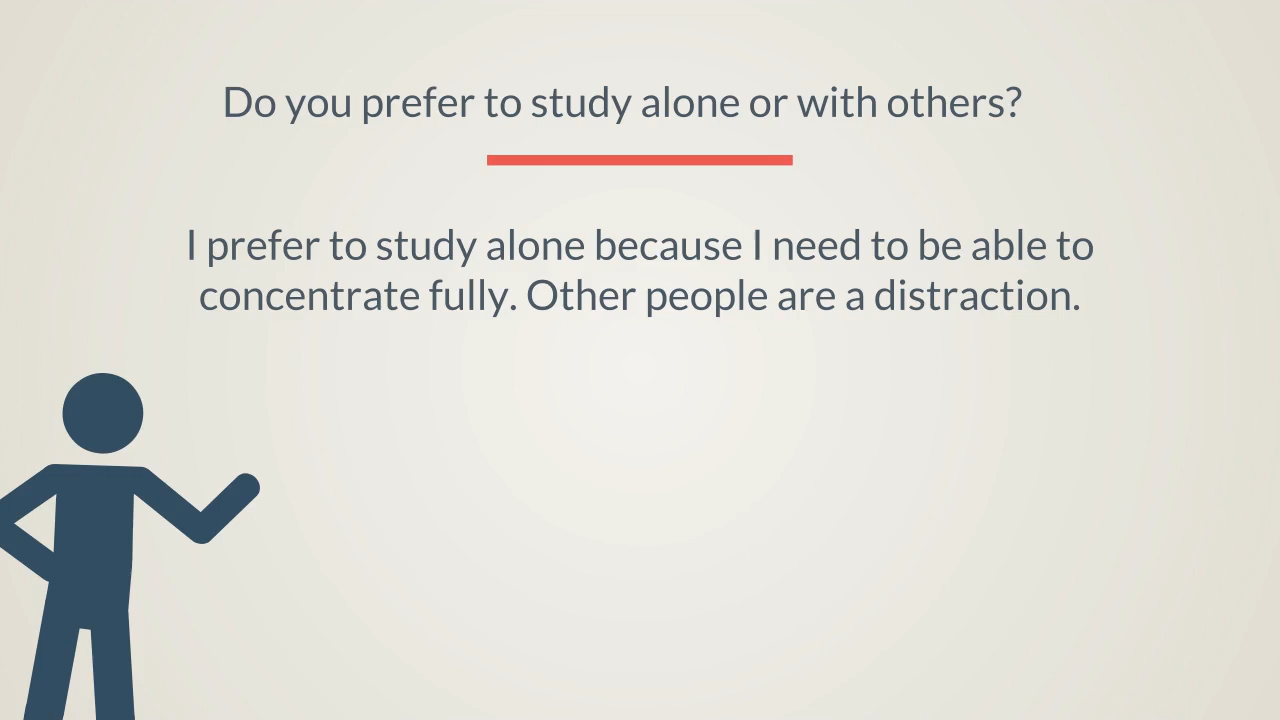 Do you prefer to study alone or with others?
I prefer to study alone because I need to be able to
concentrate fully. Other people are a distraction.